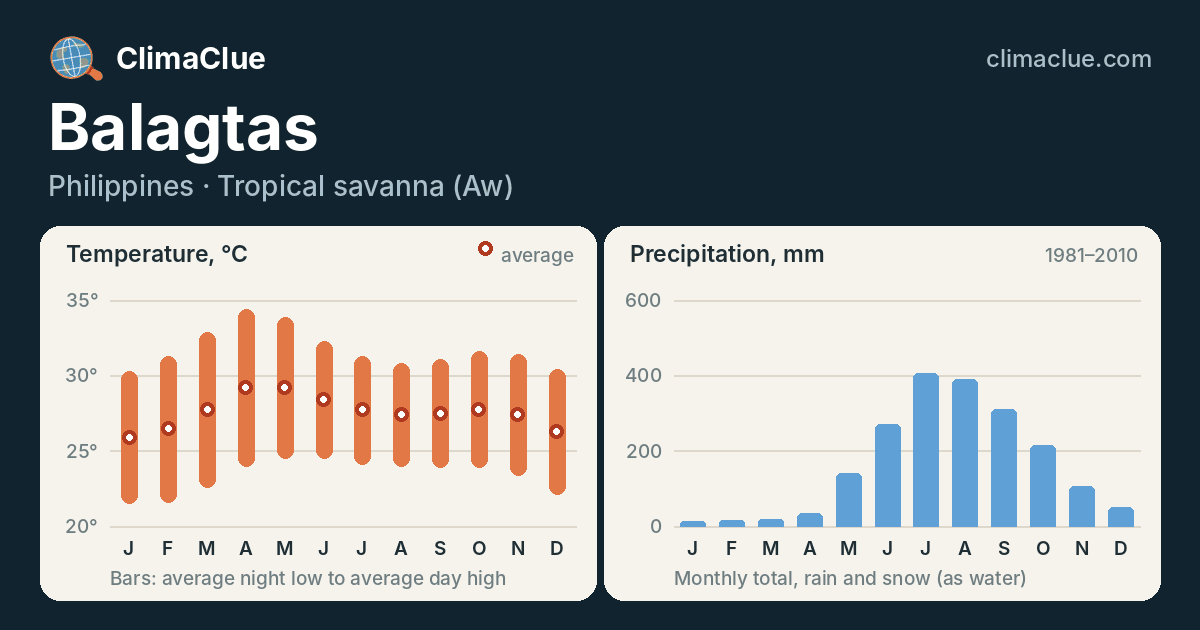 ClimaClue
climaclue.com
Balagtas
Philippines · Tropical savanna (Aw)
Temperature, °C
average
35°
30°
25°
20°
J F M A M J J A S O N D
Bars: average night low to average day high
Precipitation, mm
1981–2010
600
400
200
0
J F M A M J J A S O N D
Monthly total, rain and snow (as water)